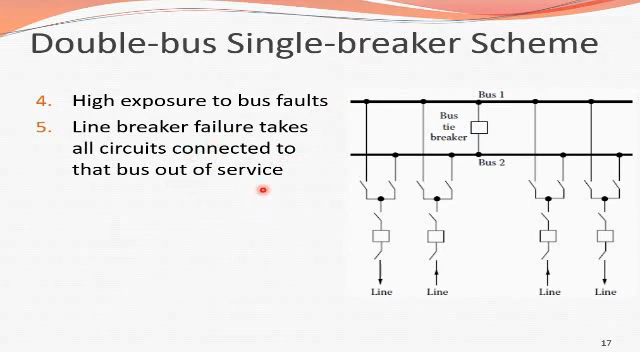 Double-bus Single-breaker Scheme
4. High exposure to bus faults
5. Line breaker failure takes
all circuits connected to
that bus out of service
Bus 1
Bus
tie
breaker
Bus 2
Line
Line
Line
Line
17